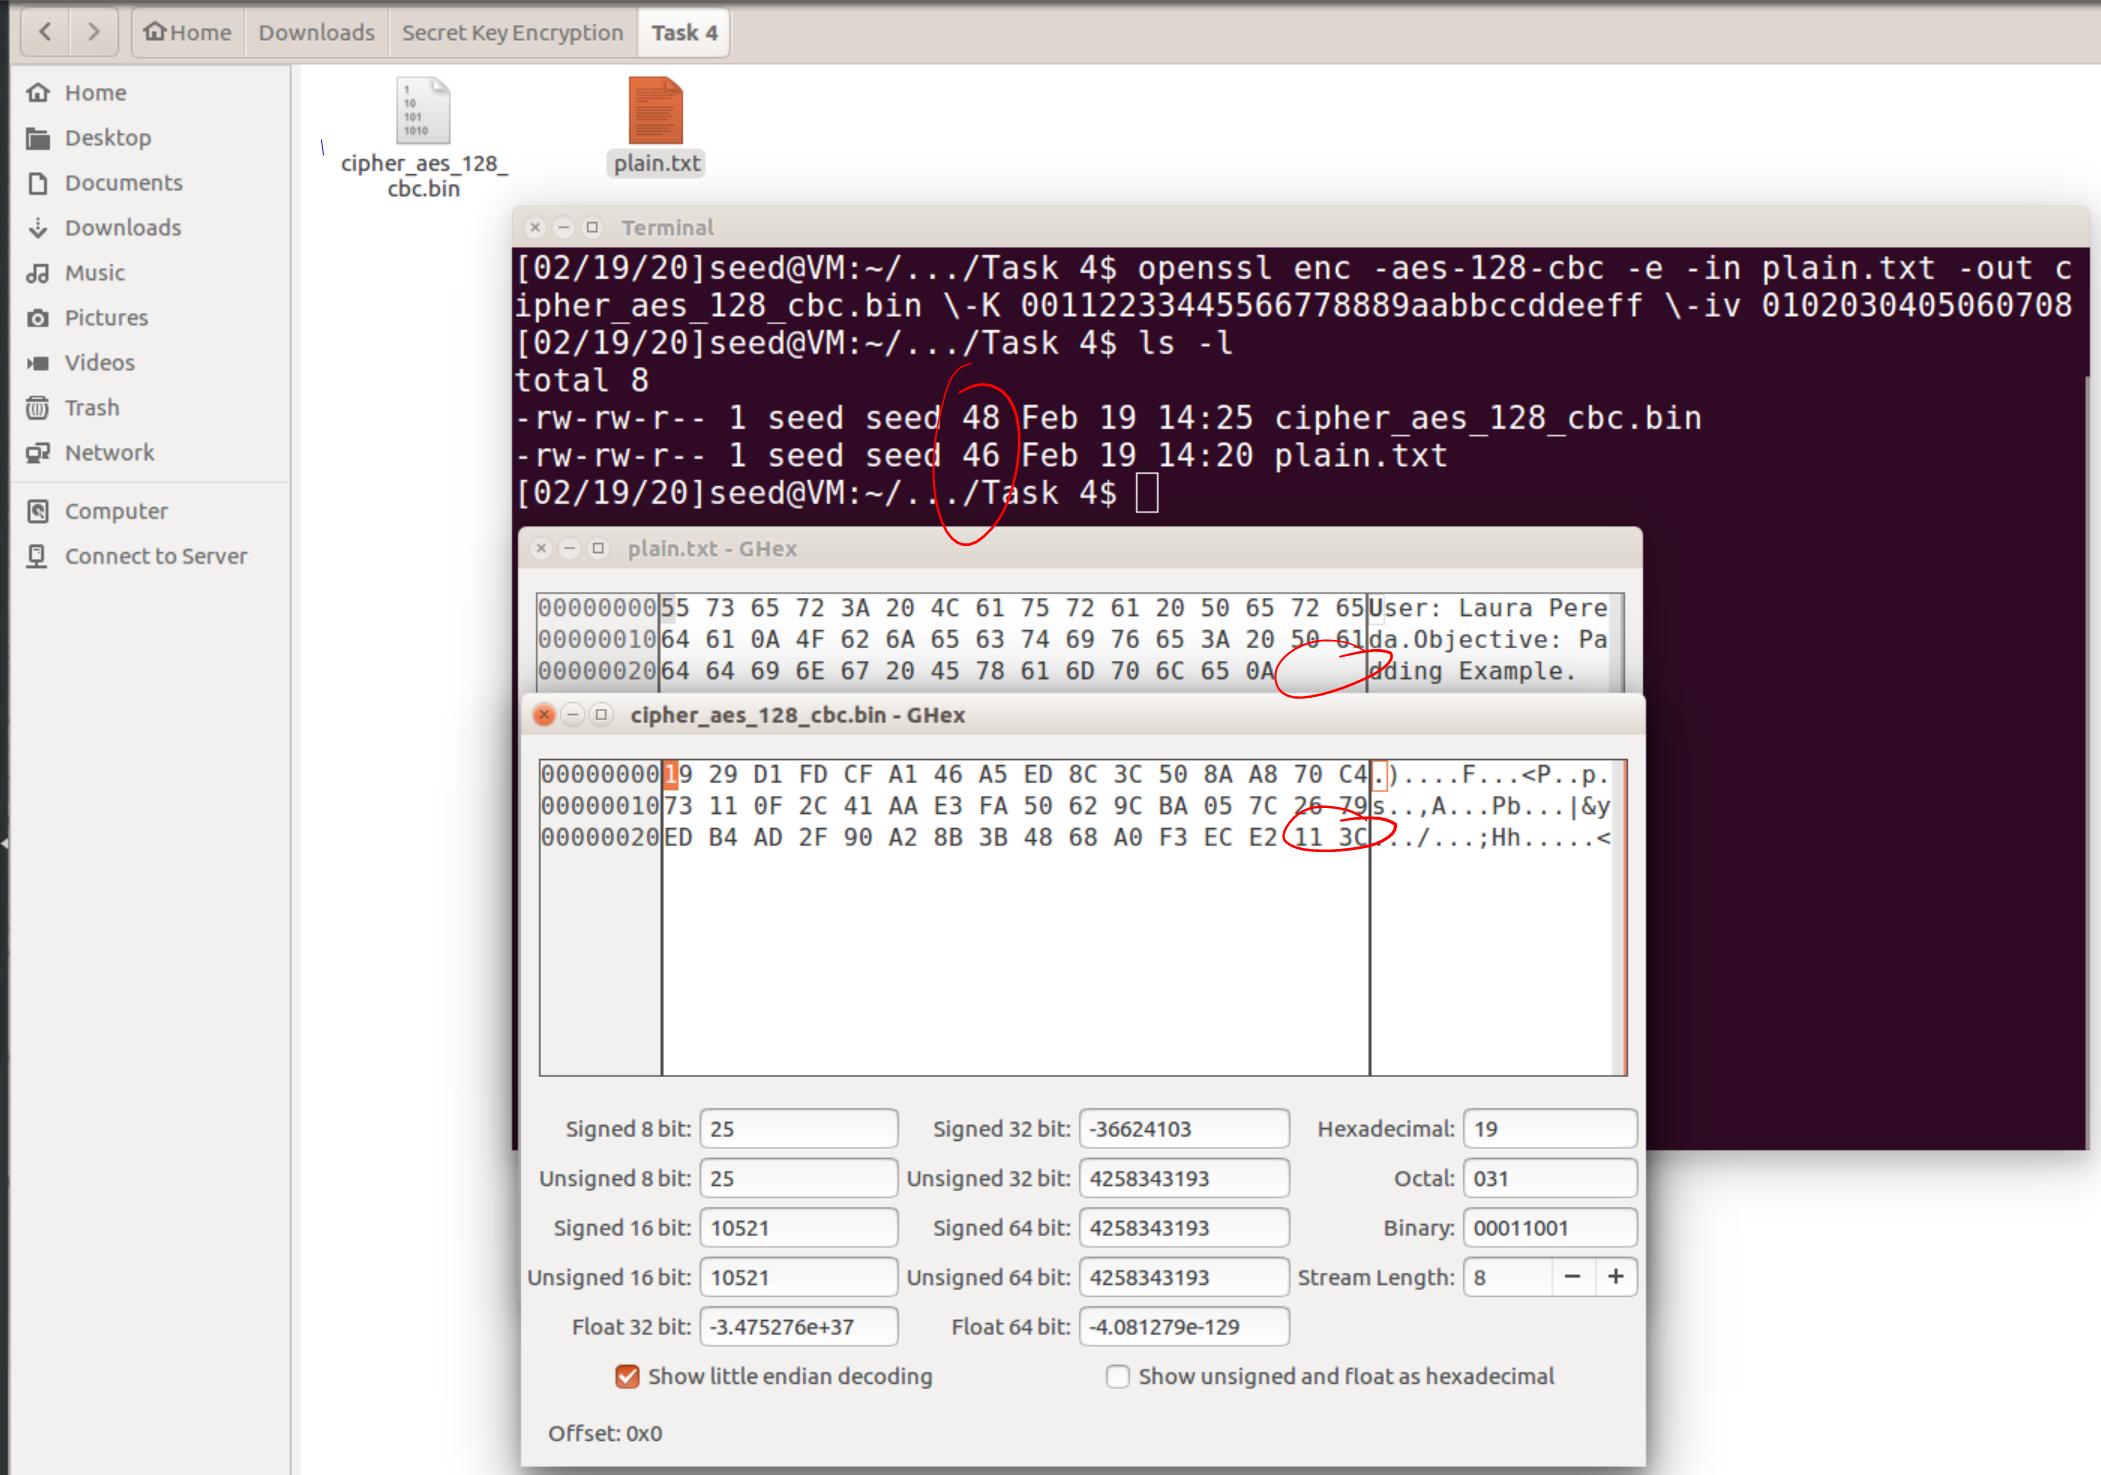 Home Downloads Secret Key Encryption Task 4
Home
Desktop
Documents
Downloads
Music
Pictures
Videos
Trash
Network
Computer
Connect to Server
1
10
101
1010
cipher_aes_128_
cbc.bin
plain.txt
Terminal
[02/19/20]seed@VM:~/.../Task 4$ openssl enc -aes-128-cbc -e -in plain.txt -out c
ipher_aes_128_cbc.bin \-K 00112233445566778889aabbccddeeff \-iv 0102030405060708
[02/19/20]seed@VM:~/.../Task 4$ ls -l
total 8
-rw-rw-r-- 1 seed seed 48 Feb 19 14:25 cipher_aes_128_cbc.bin
-rw-rw-r-- 1 seed seed 46 Feb 19 14:20 plain.txt
[02/19/20]seed@VM:~/.../Task 4$
plain.txt - GHex
00000000 55 73 65 72 3A 20 4C 61 75 72 61 20 50 65 72 65 User: Laura Pere
00000010 64 61 0A 4F 62 6A 65 63 74 69 76 65 3A 20 50 61 da.Objective: Pa
00000020 64 64 69 6E 67 20 45 78 61 6D 70 6C 65 0A dding Example.
cipher_aes_128_cbc.bin - GHex
00000000 19 29 D1 FD CF A1 46 A5 ED 8C 3C 50 8A A8 70 C4 .)....F...<P..p.
00000010 73 11 0F 2C 41 AA E3 FA 50 62 9C BA 05 7C 26 79 s..,A...Pb...|&y
00000020 ED B4 AD 2F 90 A2 8B 3B 48 68 A0 F3 EC E2 11 3C .../...;Hh.....<
Signed 8 bit: 25 Signed 32 bit: -36624103 Hexadecimal: 19
Unsigned 8 bit: 25 Unsigned 32 bit: 4258343193 Octal: 031
Signed 16 bit: 10521 Signed 64 bit: 4258343193 Binary: 00011001
Unsigned 16 bit: 10521 Unsigned 64 bit: 4258343193 Stream Length: 8 − +
Float 32 bit: -3.475276e+37 Float 64 bit: -4.081279e-129
Show little endian decoding Show unsigned and float as hexadecimal
Offset: 0x0